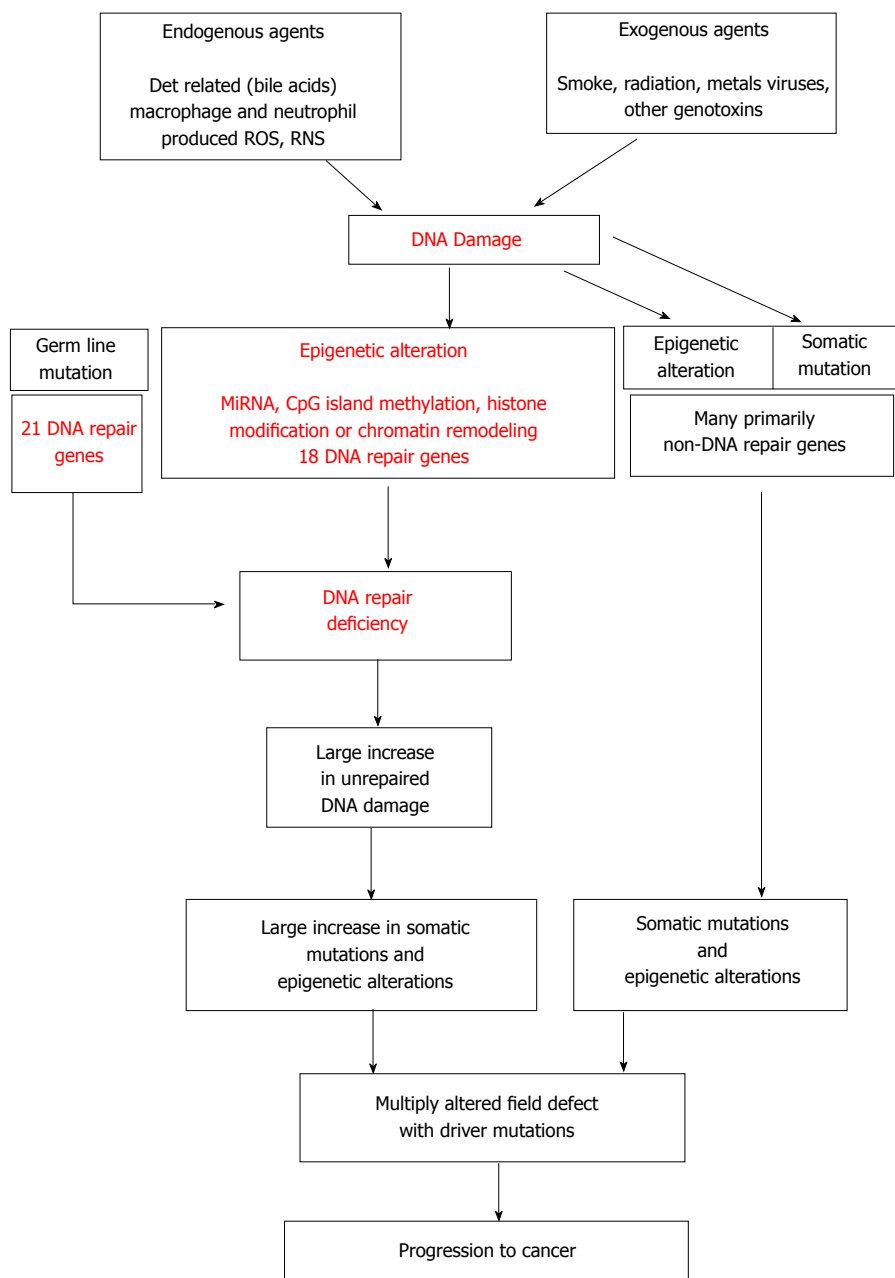 Endogenous agents
Det related (bile acids)
macrophage and neutrophil
produced ROS, RNS
Exogenous agents
Smoke, radiation, metals viruses,
other genotoxins
DNA Damage
Germ line
mutation
21 DNA repair
genes
Epigenetic alteration
MiRNA, CpG island methylation, histone
modification or chromatin remodeling
18 DNA repair genes
Epigenetic
alteration
Somatic
mutation
Many primarily
non-DNA repair genes
DNA repair
deficiency
Large increase
in unrepaired
DNA damage
Large increase in somatic
mutations and
epigenetic alterations
Somatic mutations
and
epigenetic alterations
Multiply altered field defect
with driver mutations
Progression to cancer